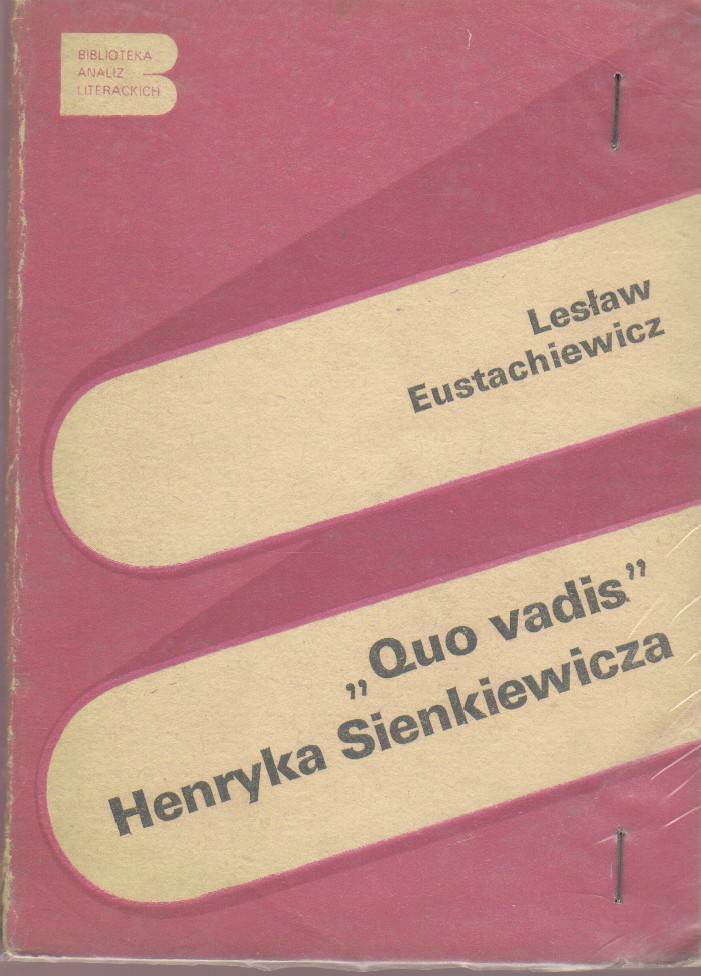 BIBLIOTEKA
ANALIZ
LITERACKICH
Lesław
Eustachiewicz
„Quo vadis”
Henryka Sienkiewicza